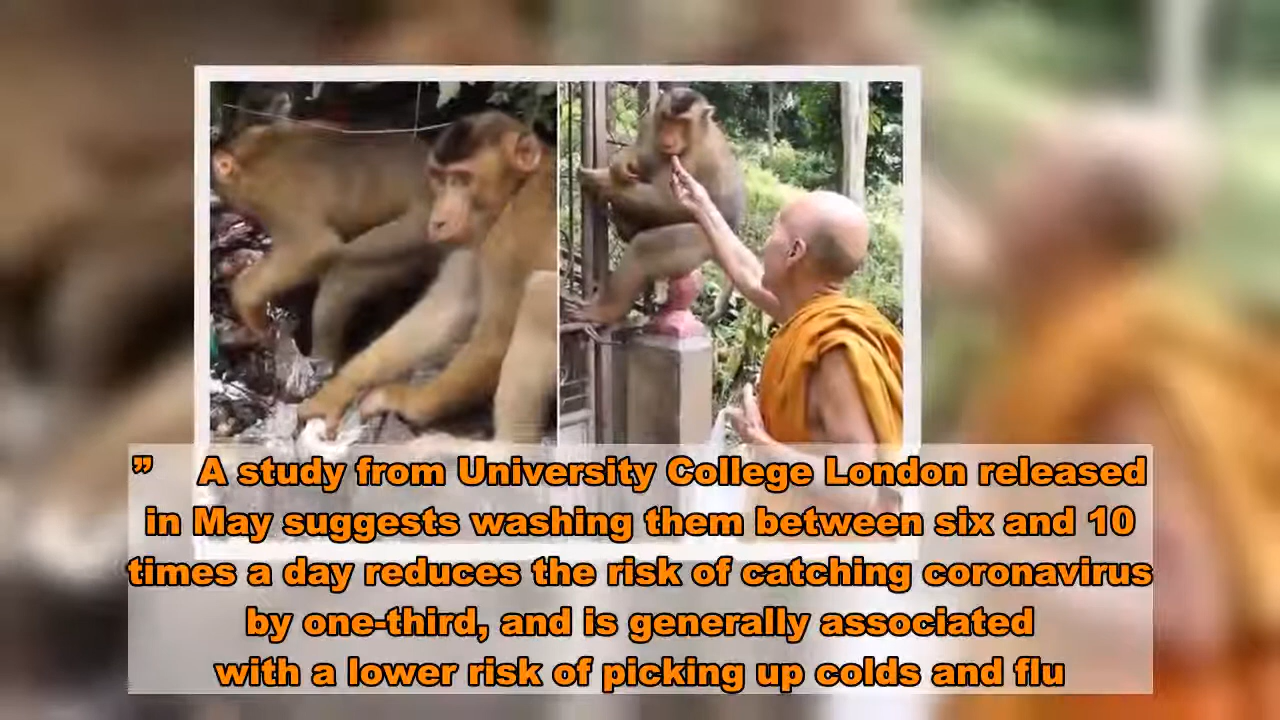 ”    A study from University College London released
in May suggests washing them between six and 10
times a day reduces the risk of catching coronavirus
by one-third, and is generally associated
with a lower risk of picking up colds and flu